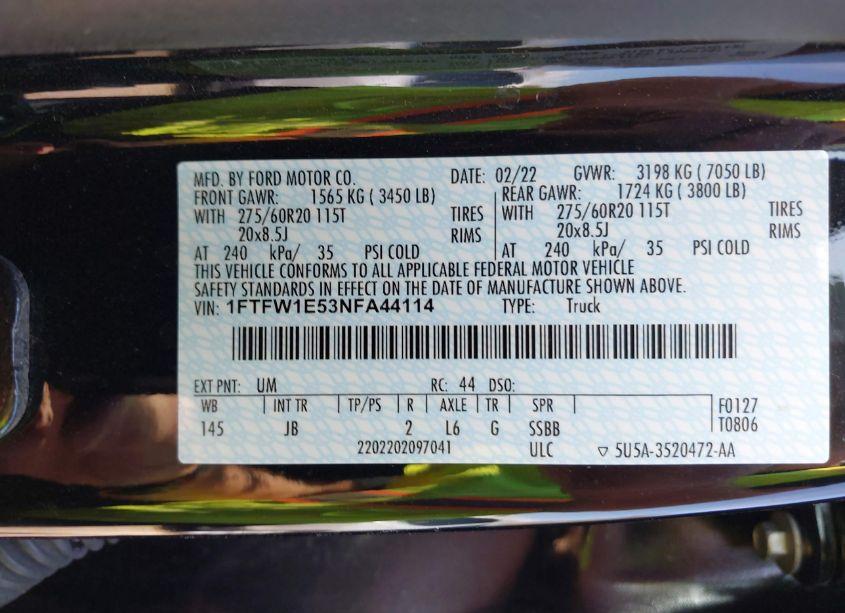 MFD. BY FORD MOTOR CO. DATE: 02/22 GVWR: 3198 KG ( 7050 LB)
FRONT GAWR: 1565 KG ( 3450 LB) REAR GAWR: 1724 KG ( 3800 LB)
WITH 275/60R20 115T TIRES WITH 275/60R20 115T TIRES
20x8.5J RIMS 20x8.5J RIMS
AT 240 kPa/ 35 PSI COLD AT 240 kPa/ 35 PSI COLD
THIS VEHICLE CONFORMS TO ALL APPLICABLE FEDERAL MOTOR VEHICLE
SAFETY STANDARDS IN EFFECT ON THE DATE OF MANUFACTURE SHOWN ABOVE.
VIN: 1FTFW1E53NFA44114 TYPE: Truck
EXT PNT: UM RC: 44 DSO:
WB INT TR TP/PS R AXLE TR SPR F0127
145 JB 2 L6 G SSBB T0806
2202202097041 ULC ▽ 5U5A-3520472-AA